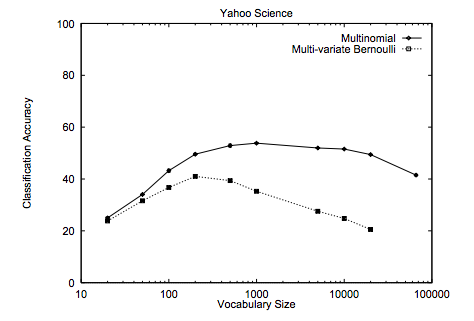 Yahoo Science
100
80
60
40
20
0
Classification Accuracy
Multinomial
Multi-variate Bernoulli
10 100 1000 10000 100000
Vocabulary Size